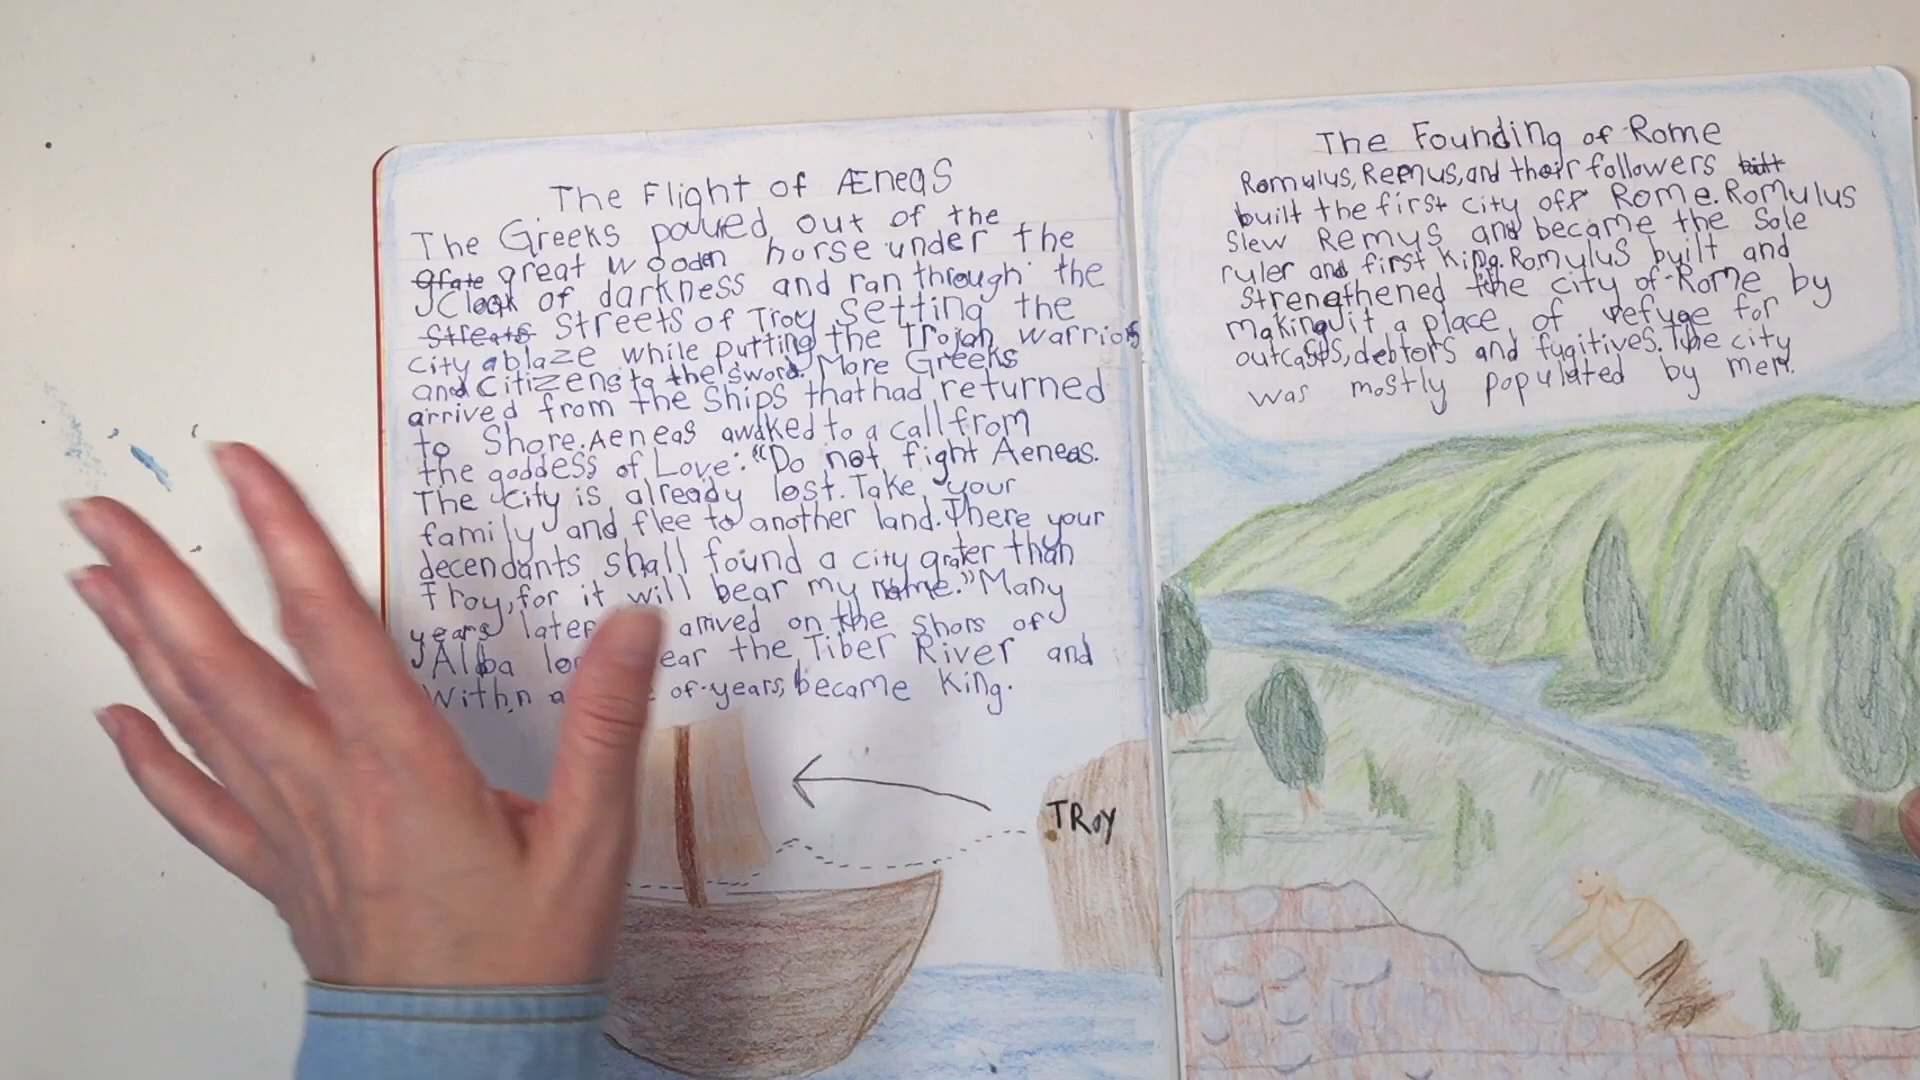 The Flight of Æneas
The Greeks poured out of the
grate great wooden horse under the
Cloak of darkness and ran through the
Streats streets of Troy setting the
city ablaze while putting the Trojan warriors
and Citizens to the sword. More Greeks
arrived from the Ships that had returned
to Shore. Aeneas awaked to a call from
the goddess of Love: "Do not fight Aeneas.
The city is already lost. Take your
family and flee to another land. There your
decendants shall found a city grater than
Troy, for it will bear my name." Many
years later arrived on the Shors of
Alba near the Tiber River and
Withn a of years, became King.
TRoy
The Founding of Rome
Romulus, Remus, and their followers bilt
built the first city off Rome. Romulus
Slew Remus and became the Sole
ruler and first King. Romulus built and
Strengthened the city of Rome by
making it a place of refuge for
outcasts, debtors and fugitives. The city
was mostly populated by men.